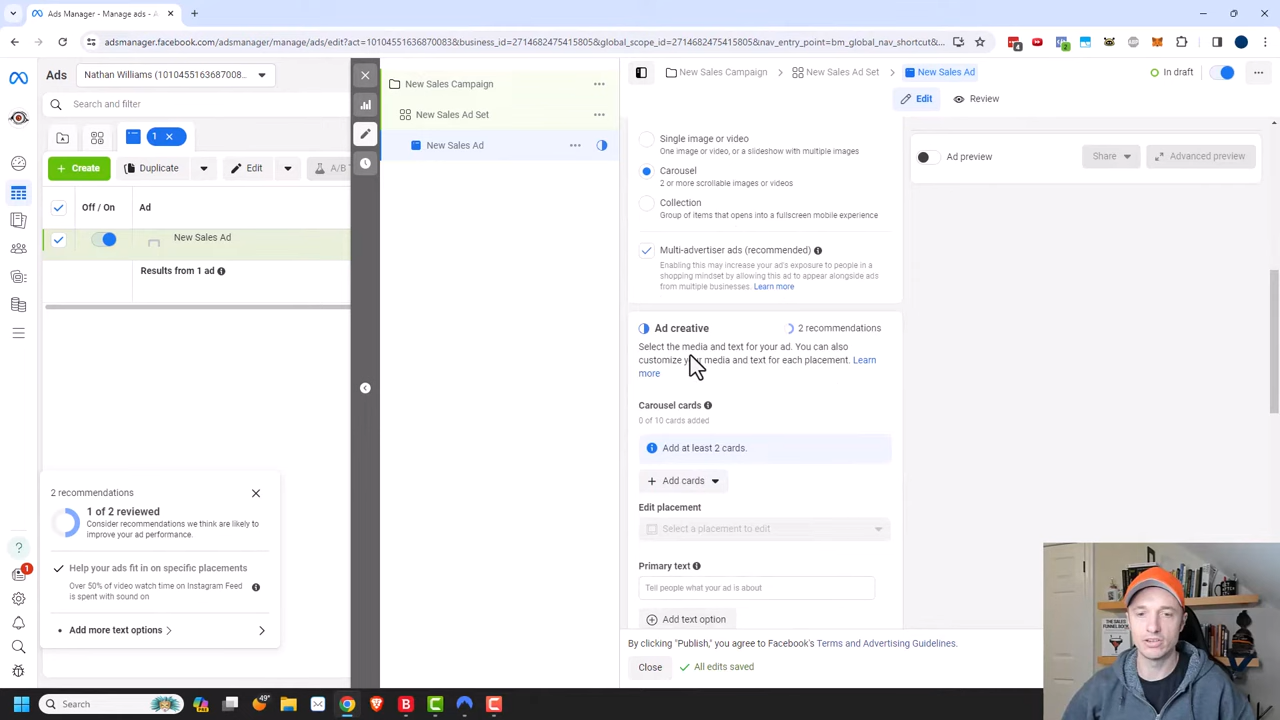 Ads Manager - Manage ads -
adsmanager.facebook.com/adsmanager/manage/ads/edit?act=10104551636870083&business_id=2714682475415805&global_scope_id=2714682475415805&nav_entry_point=bm_global_nav_shortcut&...
4
2
Ads
Nathan Williams (1010455163687008...
Search and filter
1
Create
Duplicate
Edit
A/B T
Off / On
Ad
New Sales Ad
Results from 1 ad
2 recommendations
1 of 2 reviewed
Consider recommendations we think are likely to
improve your ad performance.
Help your ads fit in on specific placements
Over 50% of video watch time on Instagram Feed
is spent with sound on
Add more text options
1
New Sales Campaign
New Sales Ad Set
New Sales Ad
New Sales Campaign
New Sales Ad Set
New Sales Ad
In draft
Edit
Review
Single image or video
One image or video, or a slideshow with multiple images
Carousel
2 or more scrollable images or videos
Collection
Group of items that opens into a fullscreen mobile experience
Multi-advertiser ads (recommended)
Enabling this may increase your ad's exposure to people in a
shopping mindset by allowing this ad to appear alongside ads
from multiple businesses. Learn more
Ad creative
2 recommendations
Select the media and text for your ad. You can also
customize your media and text for each placement. Learn
more
Carousel cards
0 of 10 cards added
Add at least 2 cards.
Add cards
Edit placement
Select a placement to edit
Primary text
Tell people what your ad is about
Add text option
By clicking "Publish," you agree to Facebook's Terms and Advertising Guidelines.
Close
All edits saved
Ad preview
Share
Advanced preview
THE SALES
FUNNEL
BOOK
Search
49°